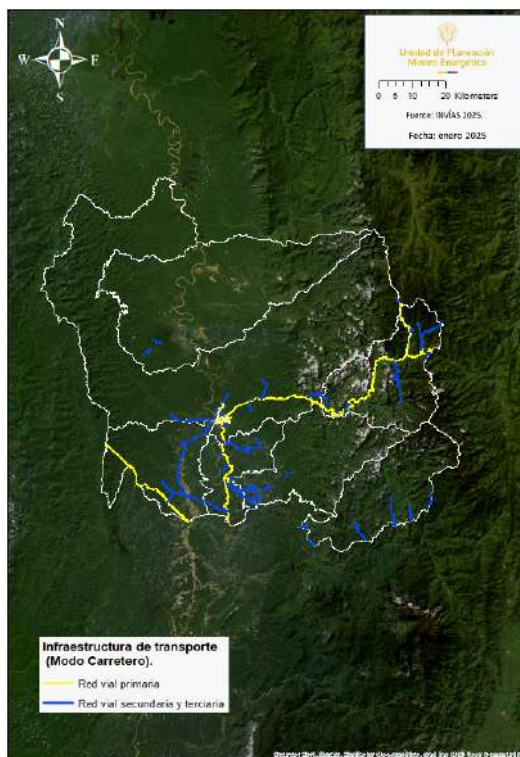 N
W E
S
Unidad de Planeación
Minero Energética
0 5 10 20 Kilometers
Fuente: INVÍAS 2025.
Fecha: enero 2025
Infraestructura de transporte
(Modo Carretero).
Red vial primaria
Red vial secundaria y terciaria